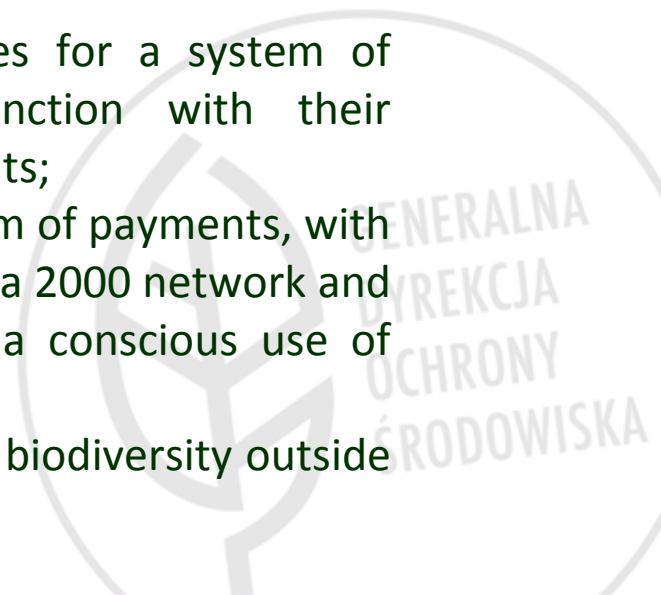 es for a system of
nction with their
ts;
m of payments, with
a 2000 network and
a conscious use of
biodiversity outside
GENERALNA
DYREKCJA
OCHRONY
ŚRODOWISKA